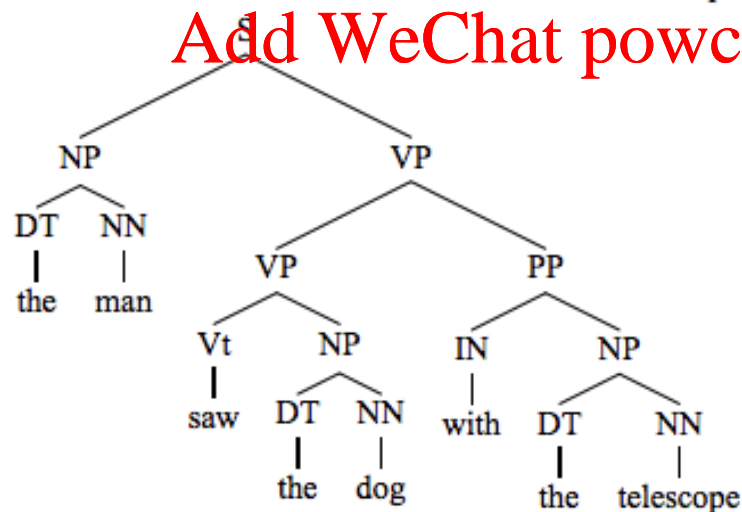 S
Add WeChat powc
NP VP
DT NN
VP PP
the man
Vt NP IN NP
saw DT NN with DT NN
the dog the telescope